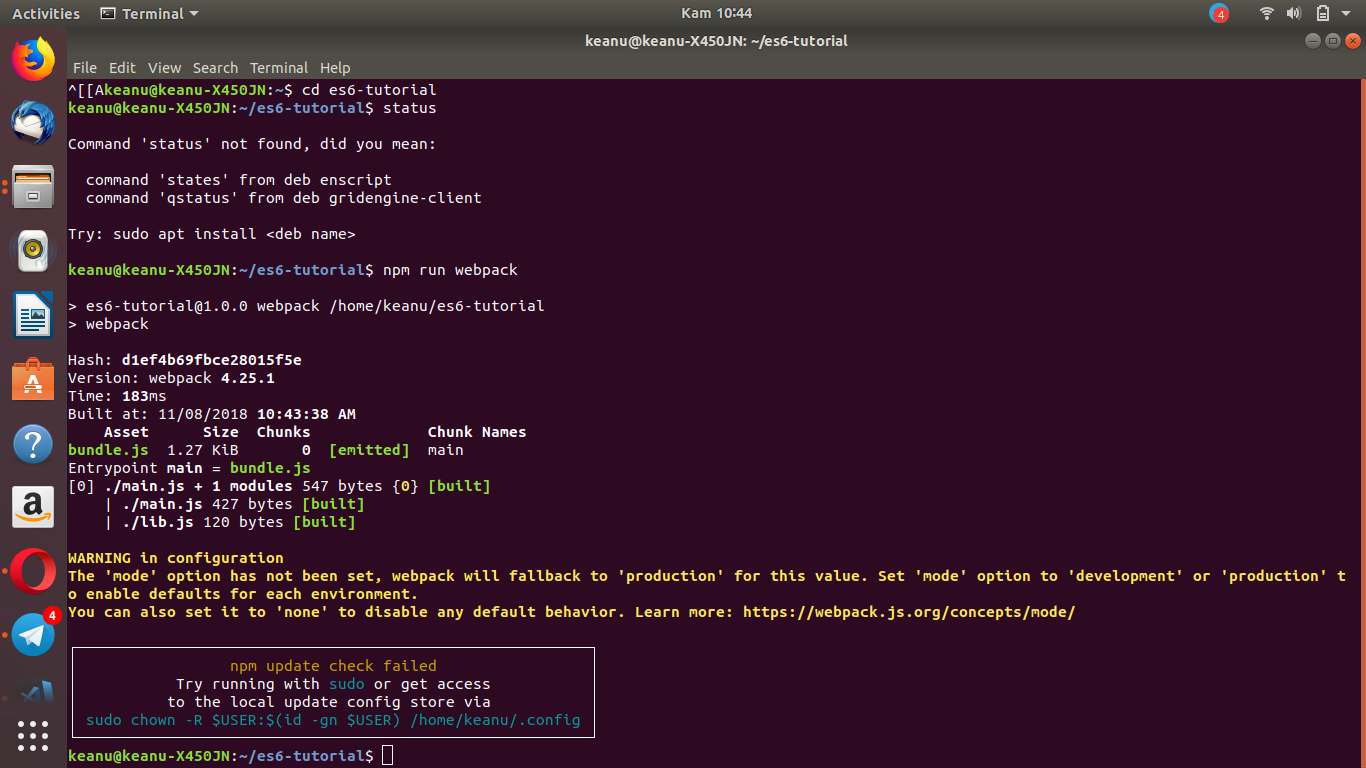 Activities Terminal Kam 10:44 4
keanu@keanu-X450JN: ~/es6-tutorial
File Edit View Search Terminal Help
^[[Akeanu@keanu-X450JN:~$ cd es6-tutorial
keanu@keanu-X450JN:~/es6-tutorial$ status
Command 'status' not found, did you mean:
command 'states' from deb enscript
command 'qstatus' from deb gridengine-client
Try: sudo apt install <deb name>
keanu@keanu-X450JN:~/es6-tutorial$ npm run webpack
> es6-tutorial@1.0.0 webpack /home/keanu/es6-tutorial
> webpack
Hash: d1ef4b69fbce28015f5e
Version: webpack 4.25.1
Time: 183ms
Built at: 11/08/2018 10:43:38 AM
Asset Size Chunks Chunk Names
bundle.js 1.27 KiB 0 [emitted] main
Entrypoint main = bundle.js
[0] ./main.js + 1 modules 547 bytes {0} [built]
| ./main.js 427 bytes [built]
| ./lib.js 120 bytes [built]
WARNING in configuration
The 'mode' option has not been set, webpack will fallback to 'production' for this value. Set 'mode' option to 'development' or 'production' t
o enable defaults for each environment.
You can also set it to 'none' to disable any default behavior. Learn more: https://webpack.js.org/concepts/mode/
4
npm update check failed
Try running with sudo or get access
to the local update config store via
sudo chown -R $USER:$(id -gn $USER) /home/keanu/.config
keanu@keanu-X450JN:~/es6-tutorial$